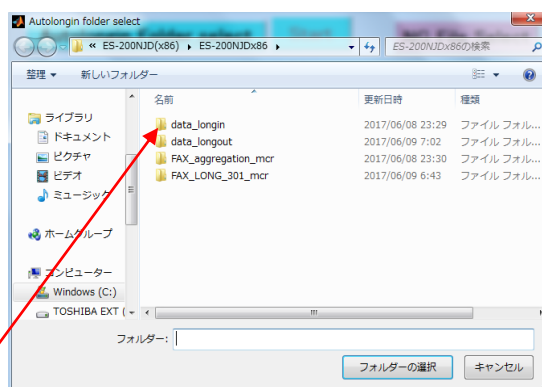 Autolongin folder select
« ES-200NJD(x86) ▸ ES-200NJDx86 ▸
ES-200NJDx86の検索
整理 ▼ 新しいフォルダー
名前 更新日時 種類
ライブラリ
ドキュメント
ピクチャ
ビデオ
ミュージック
ホームグループ
コンピューター
Windows (C:)
TOSHIBA EXT (
data_longin 2017/06/08 23:29 ファイル フォル...
data_longout 2017/06/09 7:02 ファイル フォル...
FAX_aggregation_mcr 2017/06/08 23:30 ファイル フォル...
FAX_LONG_301_mcr 2017/06/09 6:43 ファイル フォル...
フォルダー:
フォルダーの選択 キャンセル